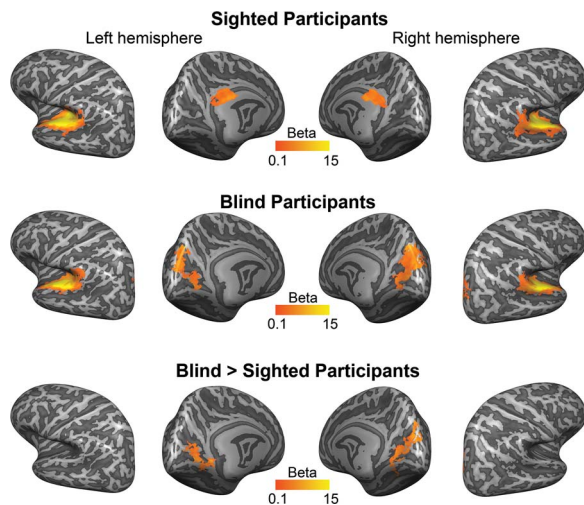 Sighted Participants
Left hemisphere
Right hemisphere
Beta
0.1 15
Blind Participants
Beta
0.1 15
Blind > Sighted Participants
Beta
0.1 15